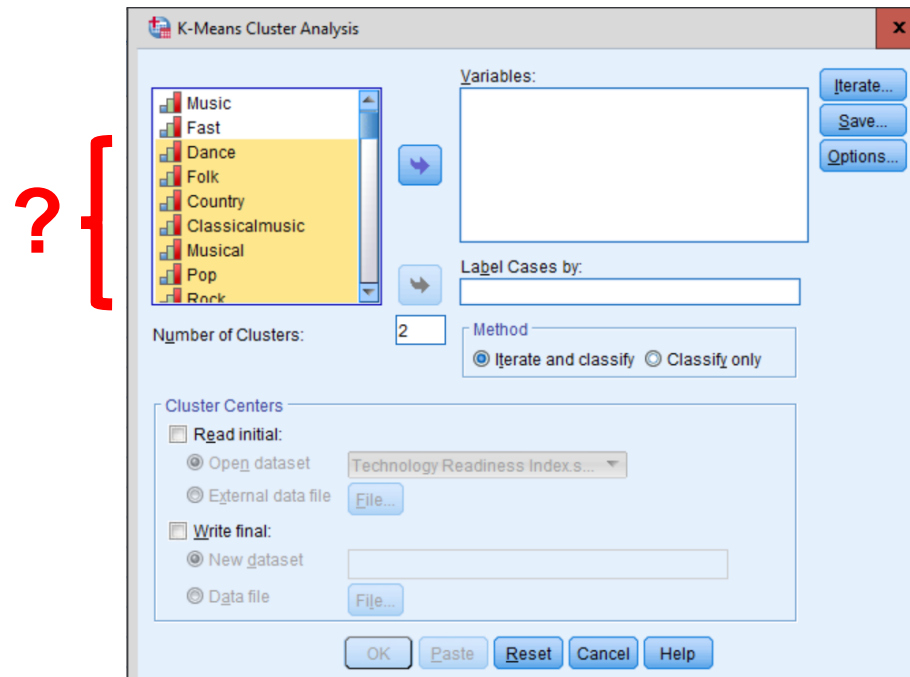 K-Means Cluster Analysis
x
Variables:
Music
Fast
Dance
Folk
Country
Classicalmusic
Musical
Pop
Rock
?
Iterate...
Save...
Options...
Label Cases by:
Number of Clusters:
2
Method
Iterate and classify
Classify only
Cluster Centers
Read initial:
Open dataset
Technology Readiness Index.s...
External data file
File...
Write final:
New dataset
Data file
File...
OK
Paste
Reset
Cancel
Help